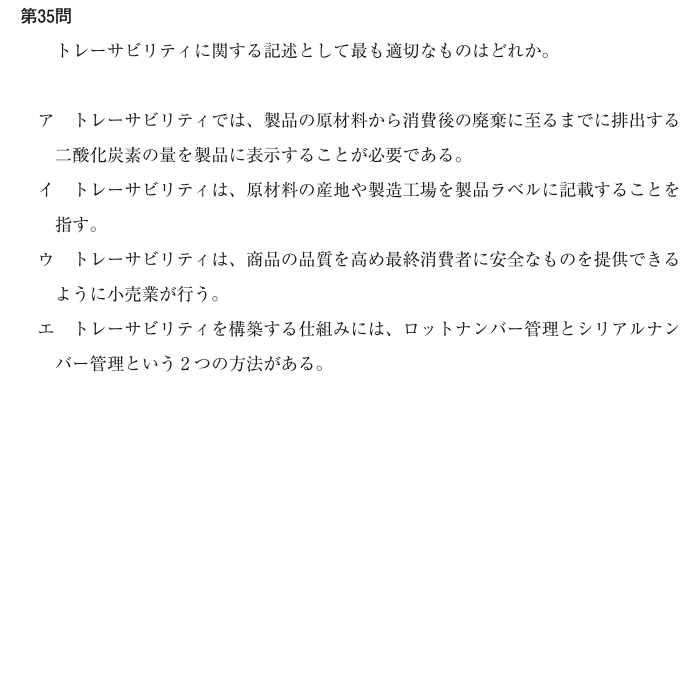 第35問
トレーサビリティに関する記述として最も適切なものはどれか。
ア　トレーサビリティでは、製品の原材料から消費後の廃棄に至るまでに排出する
二酸化炭素の量を製品に表示することが必要である。
イ　トレーサビリティは、原材料の産地や製造工場を製品ラベルに記載することを
指す。
ウ　トレーサビリティは、商品の品質を高め最終消費者に安全なものを提供できる
ように小売業が行う。
エ　トレーサビリティを構築する仕組みには、ロットナンバー管理とシリアルナン
バー管理という２つの方法がある。